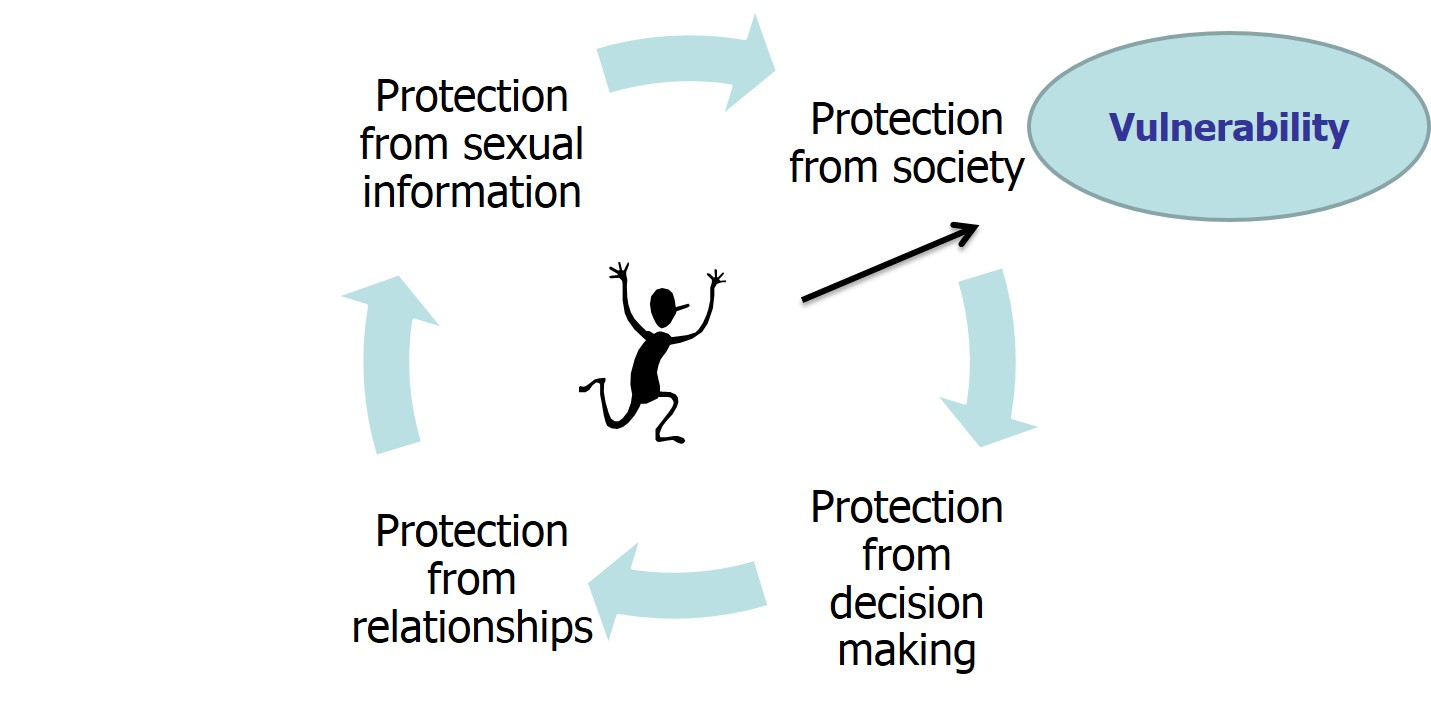 Protection
from sexual
information
Protection
from society
Vulnerability
Protection
from
decision
making
Protection
from
relationships